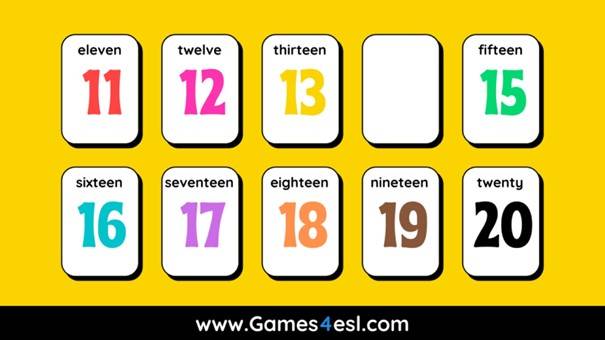 eleven twelve thirteen fifteen
11 12 13 15
sixteen seventeen eighteen nineteen twenty
16 17 18 19 20
www.Games4esl.com